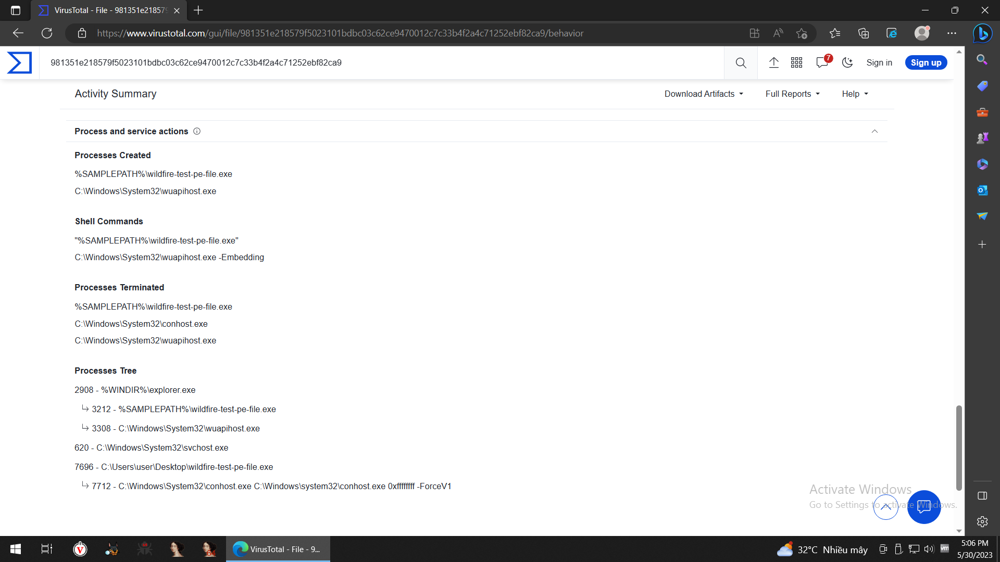 VirusTotal - File - 981351e21857
https://www.virustotal.com/gui/file/981351e218579f5023101bdbc03c62ce9470012c7c33b4f2a4c71252ebf82ca9/behavior
981351e218579f5023101bdbc03c62ce9470012c7c33b4f2a4c71252ebf82ca9
7
Sign in
Sign up
Activity Summary
Download Artifacts
Full Reports
Help
Process and service actions
Processes Created
%SAMPLEPATH%\wildfire-test-pe-file.exe
C:\Windows\System32\wuapihost.exe
Shell Commands
"%SAMPLEPATH%\wildfire-test-pe-file.exe"
C:\Windows\System32\wuapihost.exe -Embedding
Processes Terminated
%SAMPLEPATH%\wildfire-test-pe-file.exe
C:\Windows\System32\conhost.exe
C:\Windows\System32\wuapihost.exe
Processes Tree
2908 - %WINDIR%\explorer.exe
3212 - %SAMPLEPATH%\wildfire-test-pe-file.exe
3308 - C:\Windows\System32\wuapihost.exe
620 - C:\Windows\System32\svchost.exe
7696 - C:\Users\user\Desktop\wildfire-test-pe-file.exe
7712 - C:\Windows\System32\conhost.exe C:\Windows\system32\conhost.exe 0xffffffff -ForceV1
Activate Windows
Go to Settings to activate Windows.
VirusTotal - File - 9...
32°C Nhiều mây
5:06 PM
5/30/2023